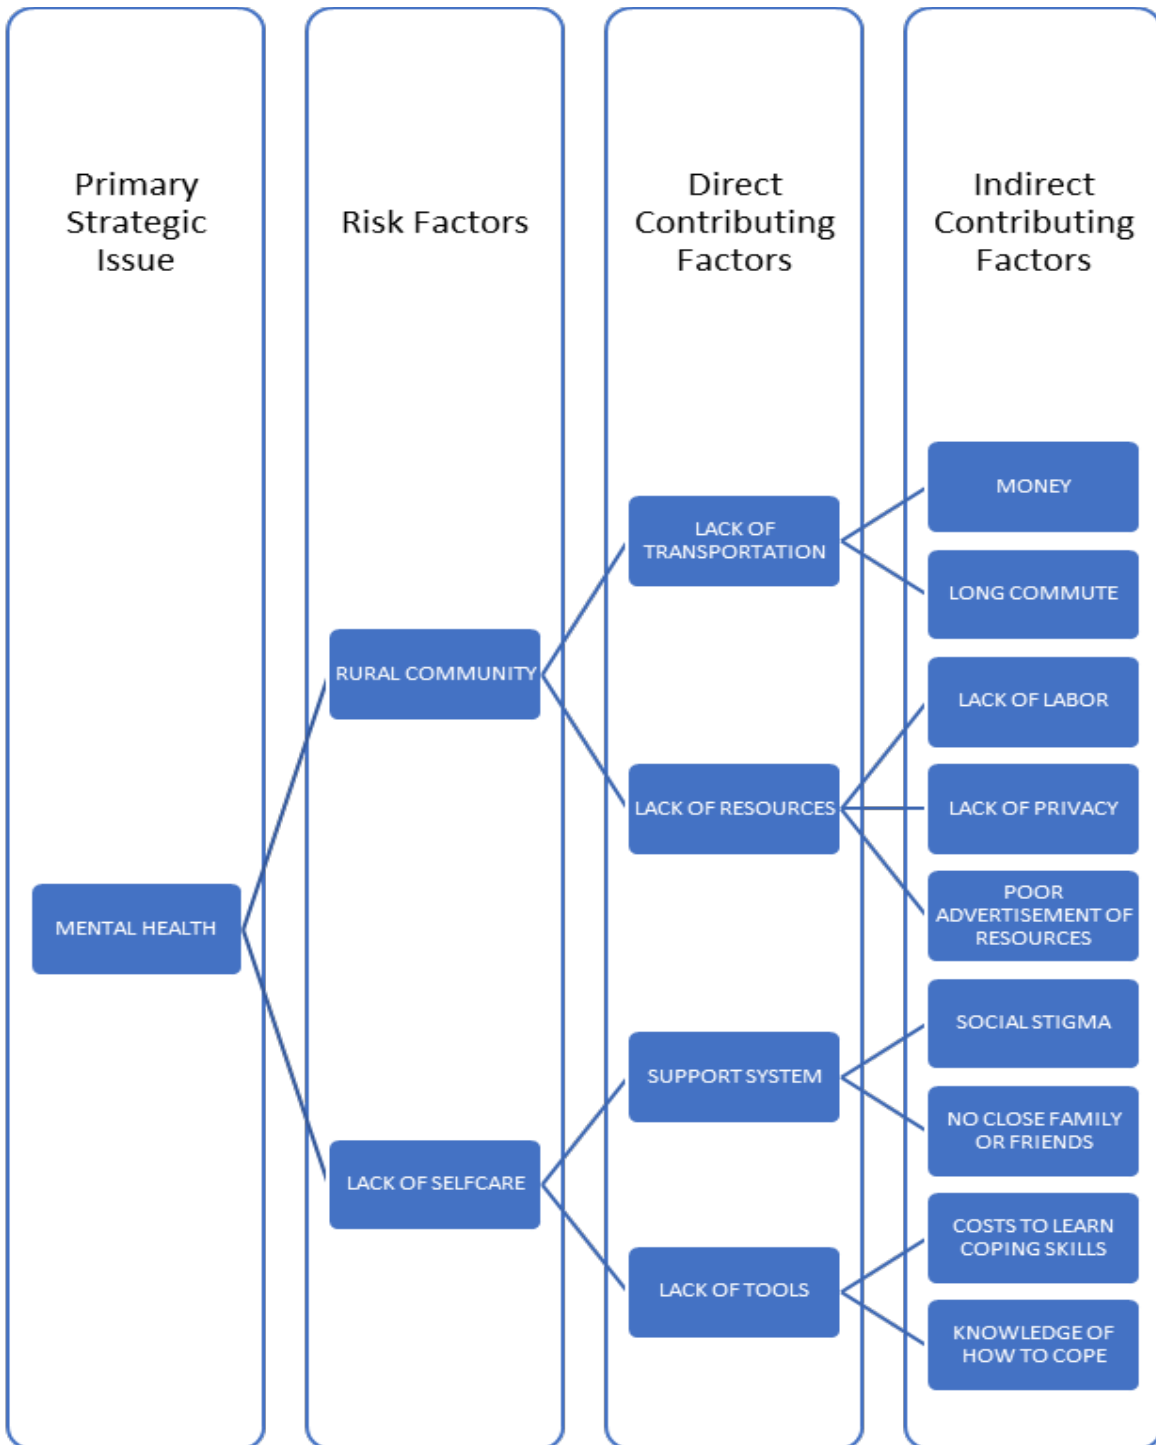 Primary
Strategic
Issue
Risk Factors
Direct
Contributing
Factors
Indirect
Contributing
Factors
MENTAL HEALTH
RURAL COMMUNITY
LACK OF SELFCARE
LACK OF
TRANSPORTATION
LACK OF RESOURCES
SUPPORT SYSTEM
LACK OF TOOLS
MONEY
LONG COMMUTE
LACK OF LABOR
LACK OF PRIVACY
POOR
ADVERTISEMENT OF
RESOURCES
SOCIAL STIGMA
NO CLOSE FAMILY
OR FRIENDS
COSTS TO LEARN
COPING SKILLS
KNOWLEDGE OF
HOW TO COPE